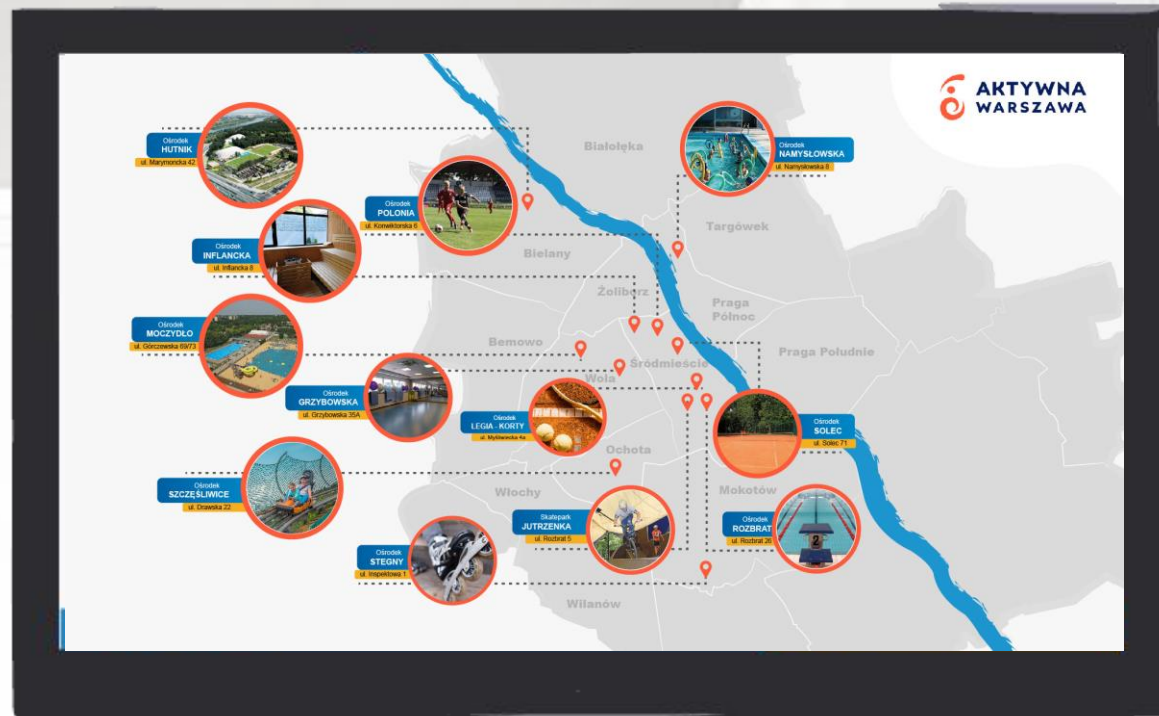 AKTYWNA
WARSZAWA
Ośrodek
HUTNIK
ul. Marymoncka 42
Ośrodek
NAMYSŁOWSKA
ul. Namysłowska 8
Białołęka
Ośrodek
POLONIA
ul. Konwiktorska 6
Targówek
Ośrodek
INFLANCKA
ul. Inflancka 8
Bielany
Żoliborz
Praga
Północ
Ośrodek
MOCZYDŁO
ul. Górczewska 69/73
Bemowo
Śródmieście
Praga Południe
Wola
Ośrodek
GRZYBOWSKA
ul. Grzybowska 35A
Ośrodek
LEGIA - KORTY
ul. Myśliwiecka 4a
Ośrodek
SOLEC
ul. Solec 71
Ochota
Ośrodek
SZCZĘŚLIWICE
ul. Drawska 22
Włochy
Mokotów
Skatepark
JUTRZENKA
ul. Rozbrat 5
Ośrodek
ROZBRAT
ul. Rozbrat 26
2
Ośrodek
STEGNY
ul. Inspektowa 1
Wilanów